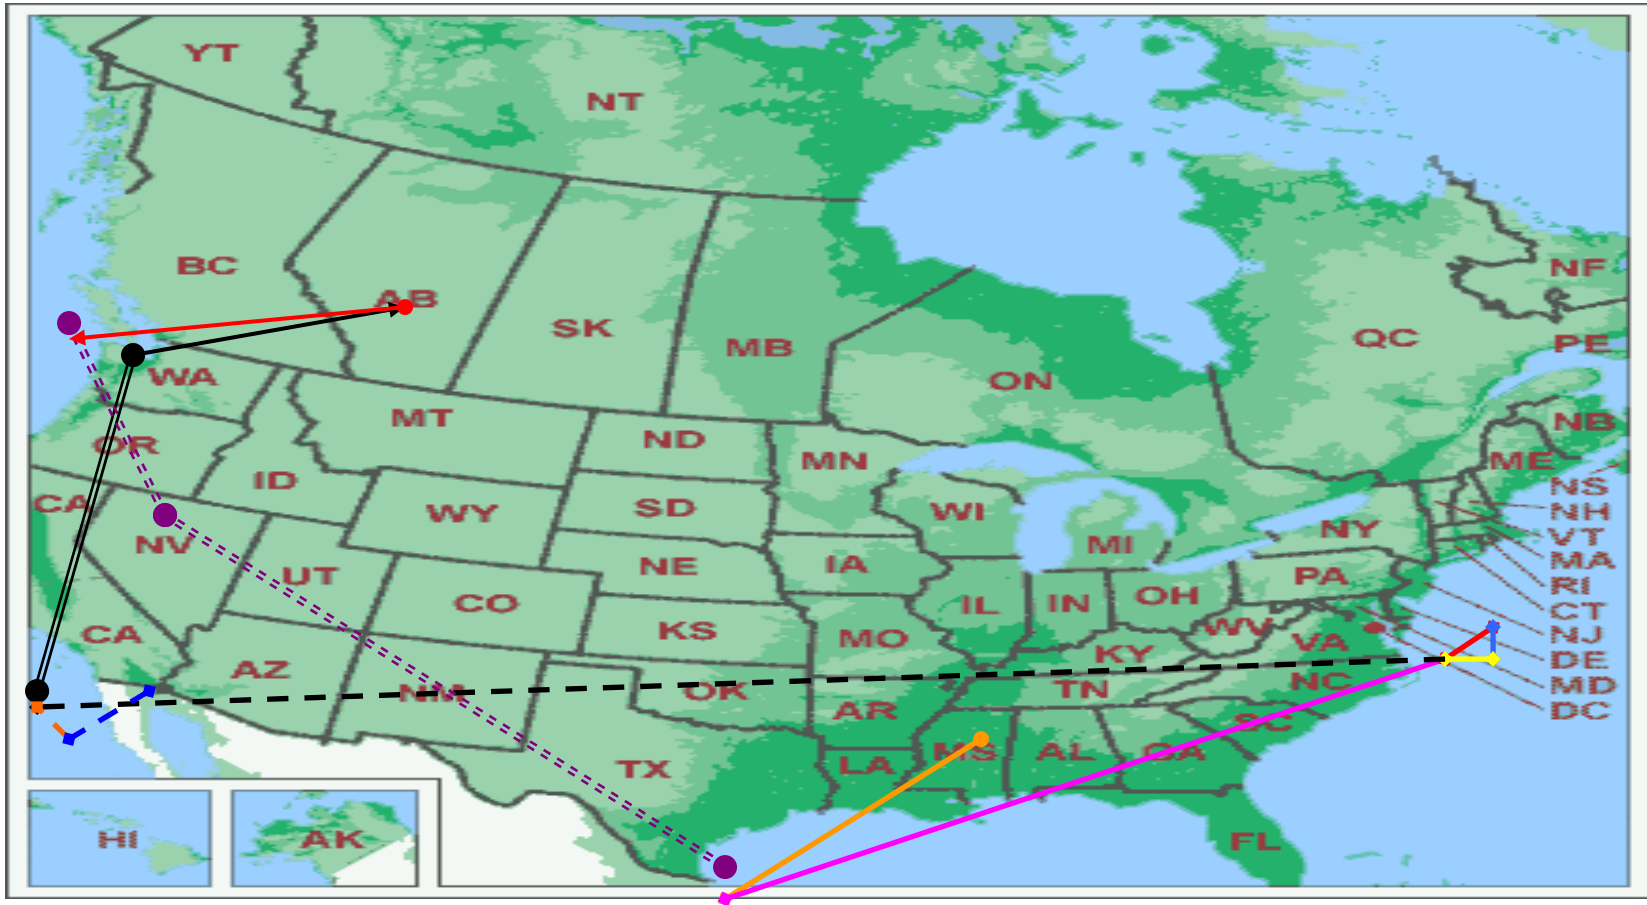 YT
NT
BC
AB
SK
MB
ON
QC
NF
PE
NB
ME
WA
MT
ND
MN
OR
ID
SD
WI
CA
WY
NS
NH
VT
MA
RI
CT
NJ
DE
MD
DC
NY
MI
NV
UT
NE
IA
PA
CO
IL
IN
OH
CA
KS
MO
WV
VA
KY
AZ
NM
OK
TN
NC
AR
SC
TX
LA
MS
AL
GA
HI
AK
FL